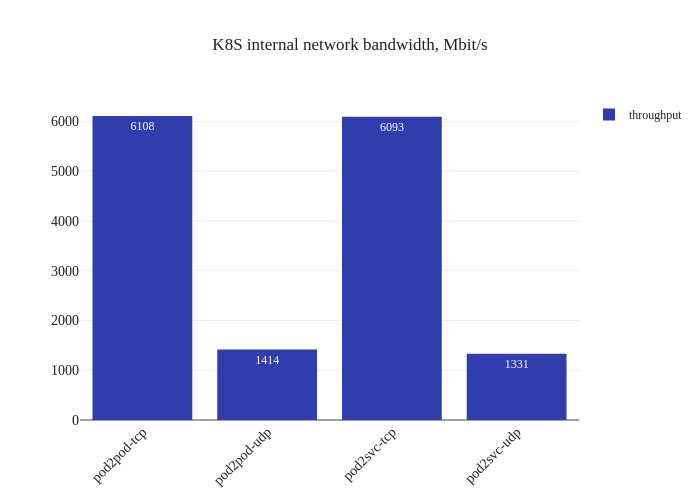 K8S internal network bandwidth, Mbit/s
throughput
6000
5000
4000
3000
2000
1000
0
6108
1414
6093
1331
pod2pod-tcp
pod2pod-udp
pod2svc-tcp
pod2svc-udp